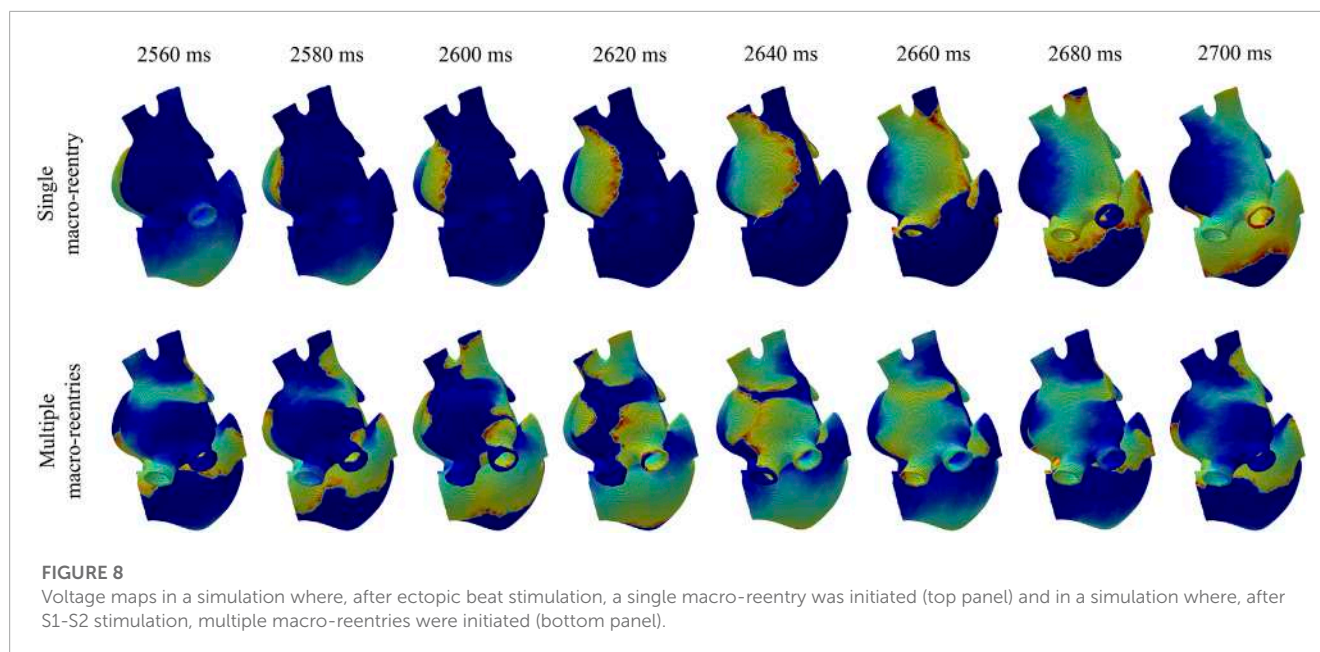 2560 ms 2580 ms 2600 ms 2620 ms 2640 ms 2660 ms 2680 ms 2700 ms
Single
macro-reentry
Multiple
macro-reentries
FIGURE 8
Voltage maps in a simulation where, after ectopic beat stimulation, a single macro-reentry was initiated (top panel) and in a simulation where, after
S1-S2 stimulation, multiple macro-reentries were initiated (bottom panel).